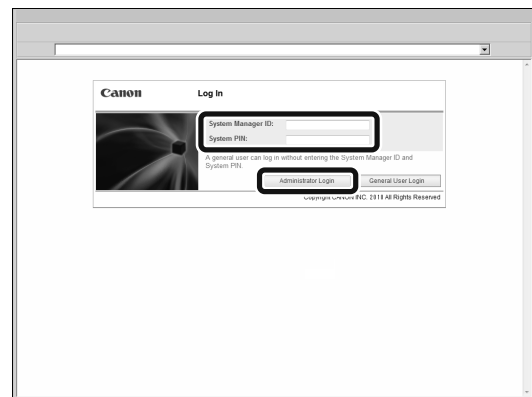 Canon
Log In
System Manager ID:
System PIN:
A general user can log in without entering the System Manager ID and
System PIN.
Administrator Login
General User Login
Copyright CANON INC. 2010 All Rights Reserved